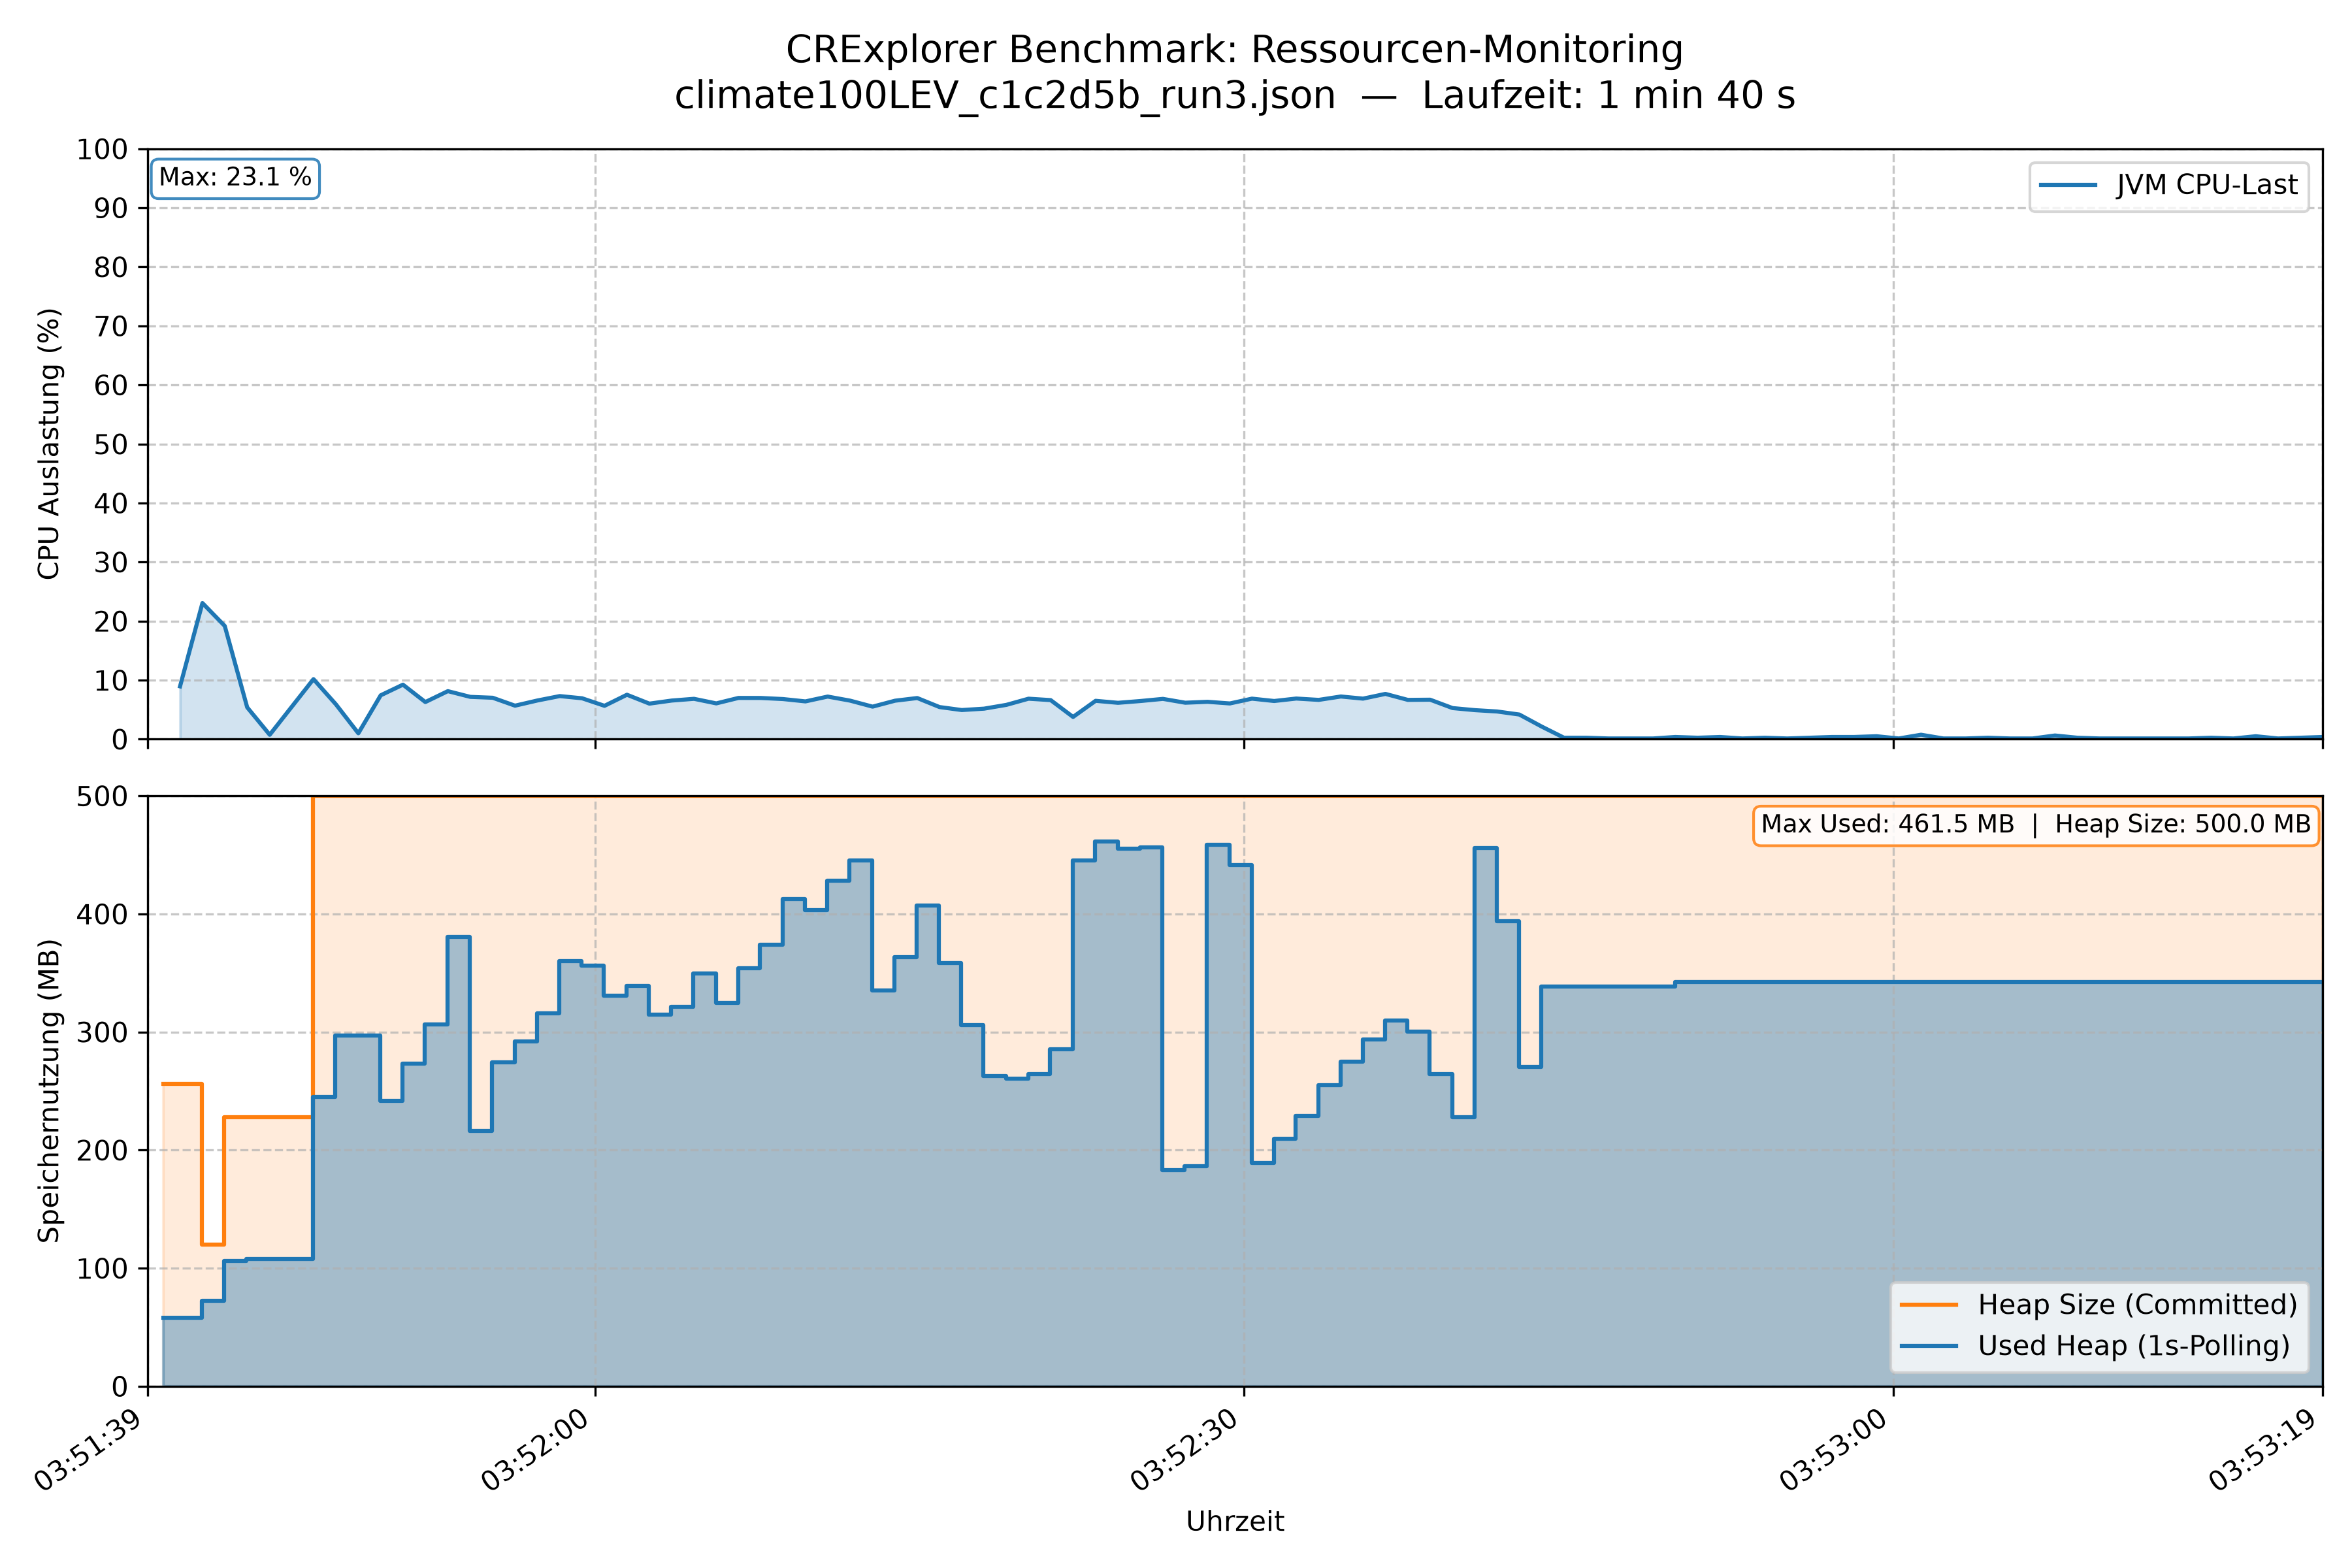 CRExplorer Benchmark: Ressourcen-Monitoring
climate100LEV_c1c2d5b_run3.json — Laufzeit: 1 min 40 s
CPU Auslastung (%)
100
90
80
70
60
50
40
30
20
10
0
Max: 23.1 %
JVM CPU-Last
Speichernutzung (MB)
500
400
300
200
100
0
Max Used: 461.5 MB | Heap Size: 500.0 MB
Heap Size (Committed)
Used Heap (1s-Polling)
03:51:39
03:52:00
03:52:30
03:53:00
03:53:19
Uhrzeit